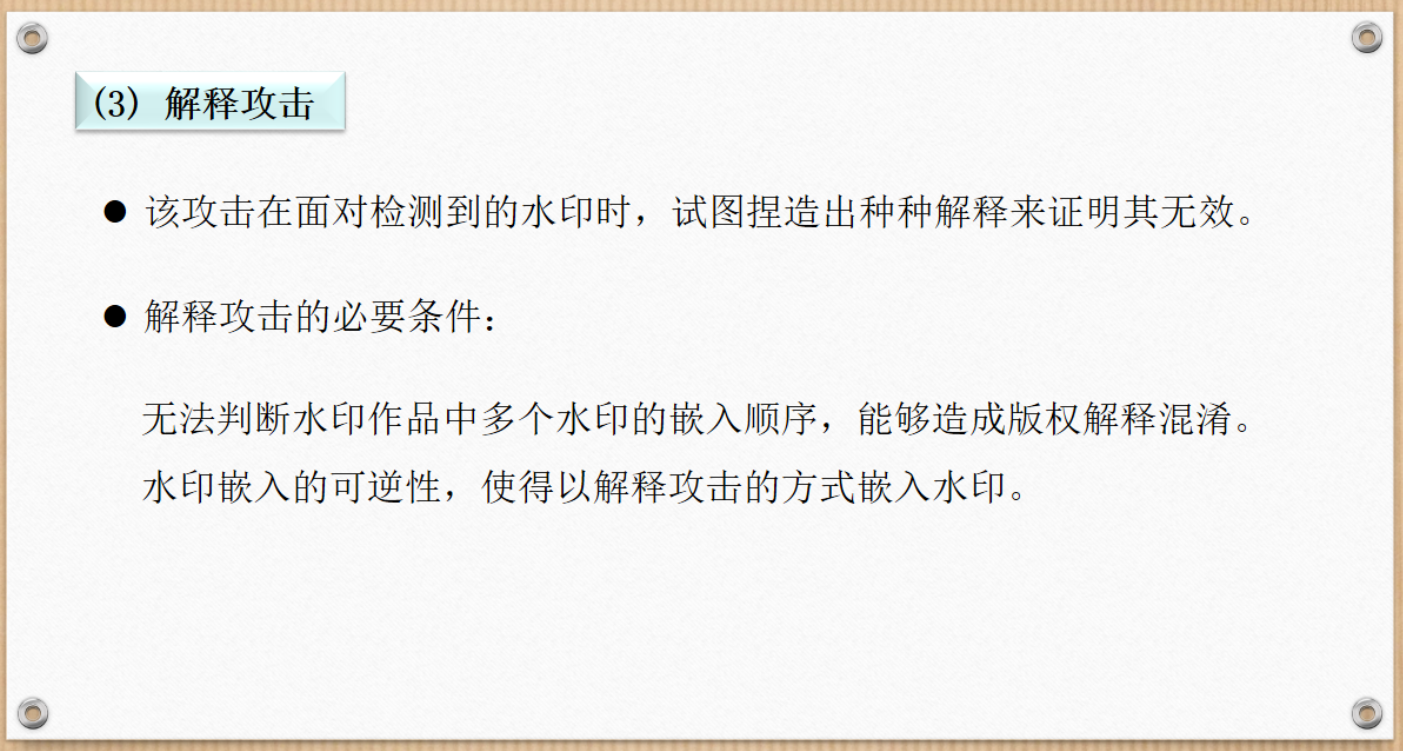 (3) 解释攻击
● 该攻击在面对检测到的水印时，试图捏造出种种解释来证明其无效。
● 解释攻击的必要条件：
无法判断水印作品中多个水印的嵌入顺序，能够造成版权解释混淆。
水印嵌入的可逆性，使得以解释攻击的方式嵌入水印。